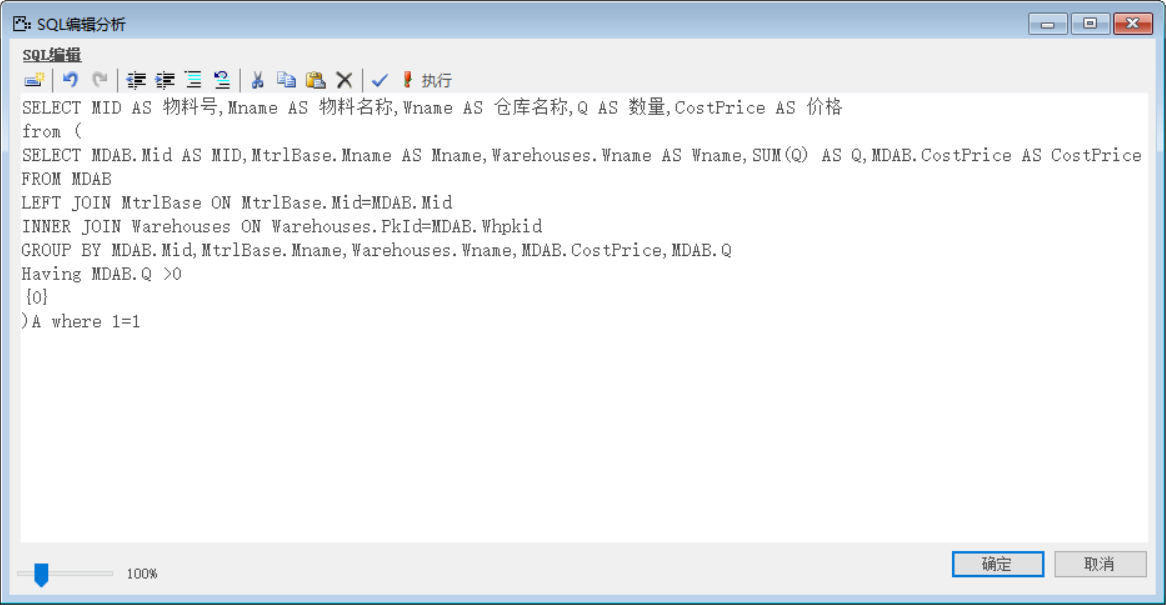 SQL编辑分析
SQL编辑
执行
SELECT MID AS 物料号,Mname AS 物料名称,Wname AS 仓库名称,Q AS 数量,CostPrice AS 价格
from (
SELECT MDAB.Mid AS MID,MtrlBase.Mname AS Mname,Warehouses.Wname AS Wname,SUM(Q) AS Q,MDAB.CostPrice AS CostPrice
FROM MDAB
LEFT JOIN MtrlBase ON MtrlBase.Mid=MDAB.Mid
INNER JOIN Warehouses ON Warehouses.PkId=MDAB.Whpkid
GROUP BY MDAB.Mid,MtrlBase.Mname,Warehouses.Wname,MDAB.CostPrice,MDAB.Q
Having MDAB.Q >0
{0}
)A where 1=1
100%
确定
取消